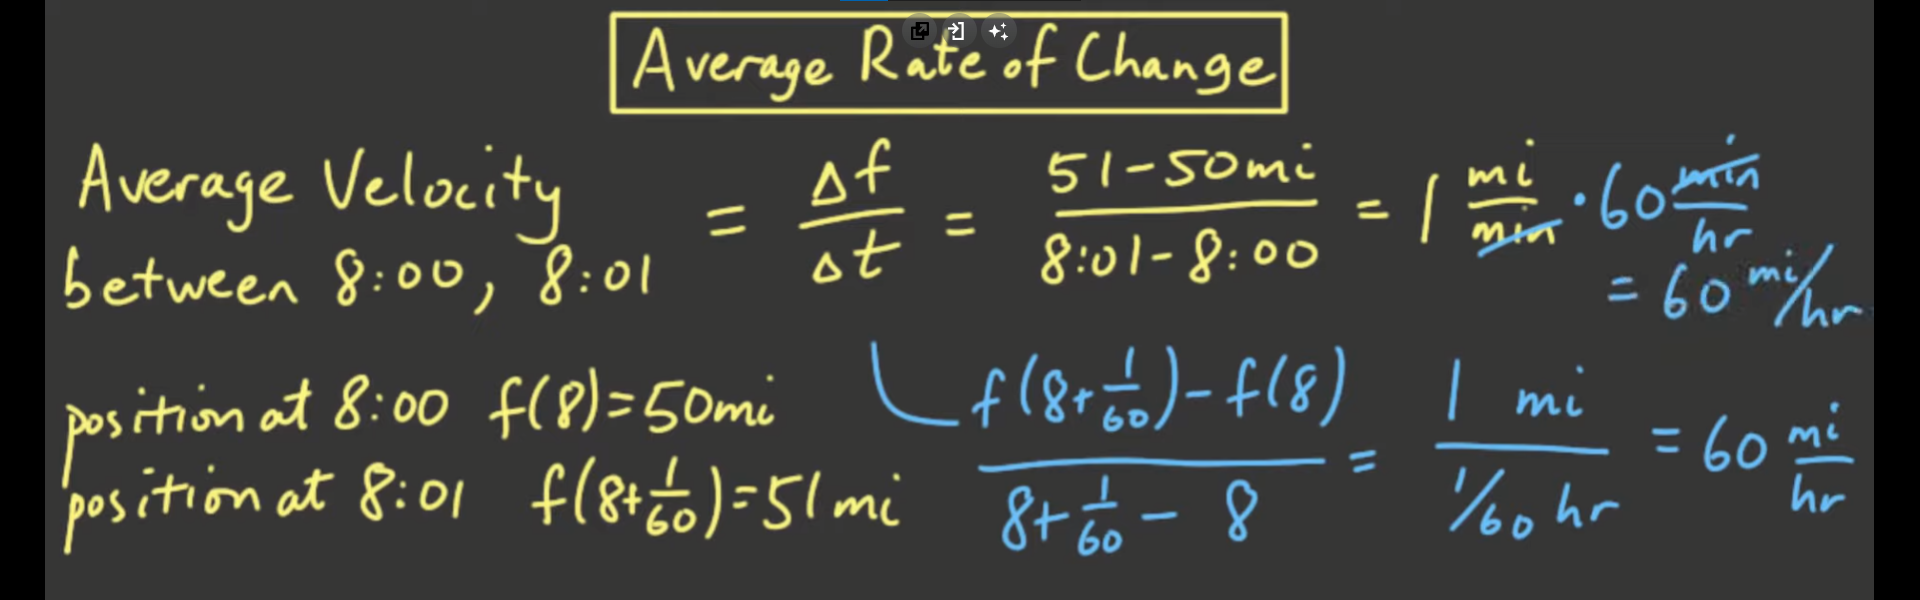 Average Rate of Change
Average Velocity between 8:00, 8:01 = Δf/Δt = (51-50mi)/(8:01-8:00) = 1 mi/min · 60 min/hr
= 60 mi/hr
position at 8:00 f(8)=50mi
position at 8:01 f(8+1/60)=51mi
(f(8+1/60)-f(8))/(8+1/60-8) = (1 mi)/(1/60 hr) = 60 mi/hr